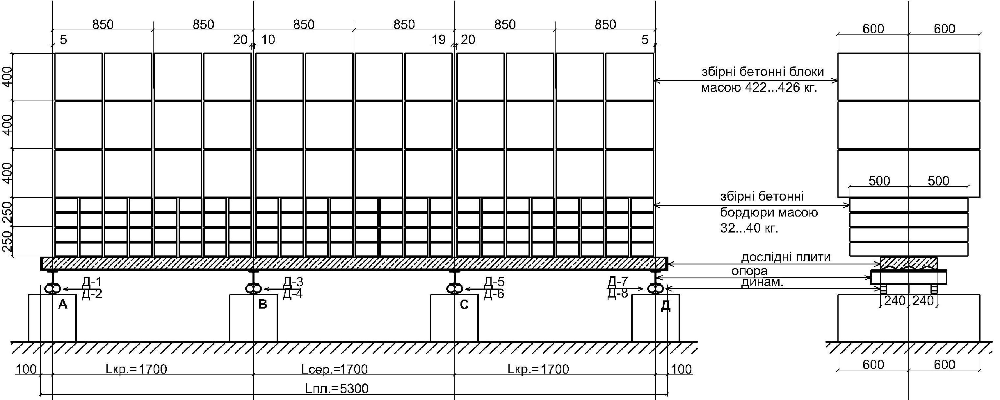 850 850 850 850 850 850
600 600
5 20 10 19 20 5
400
збірні бетонні блоки
масою 422...426 кг.
400
400
500 500
збірні бетонні
бордюри масою
32...40 кг.
250
250
дослідні плити
опора
динам.
Д-1
Д-2
Д-3
Д-4
Д-5
Д-6
Д-7
Д-8
А В С Д
240 240
100 Lкр.=1700 Lсер.=1700 Lкр.=1700 100
600 600
Lпл.=5300